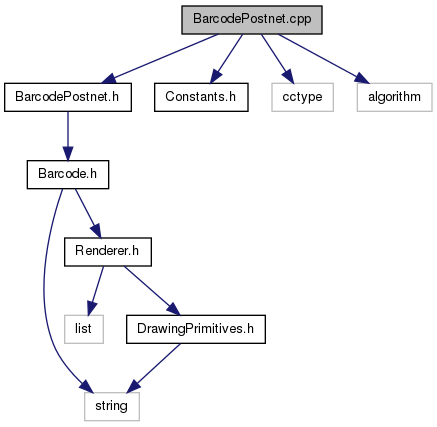 BarcodePostnet.cpp
BarcodePostnet.h
Constants.h
cctype
algorithm
Barcode.h
Renderer.h
list
DrawingPrimitives.h
string